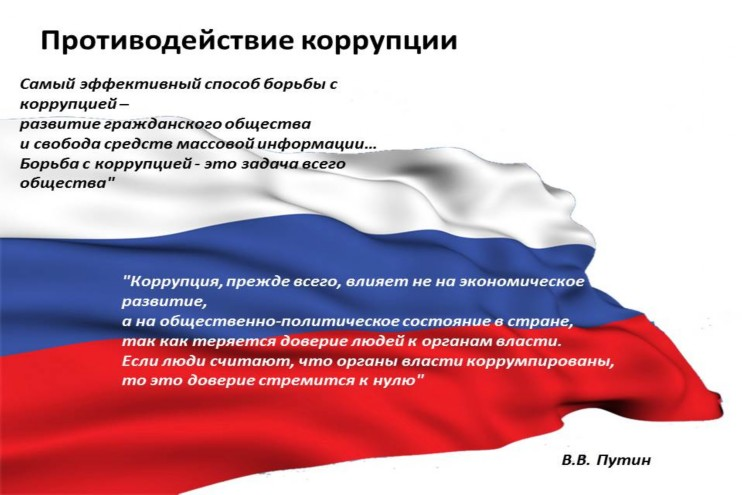 Противодействие коррупции
Самый эффективный способ борьбы с
коррупцией –
развитие гражданского общества
и свобода средств массовой информации...
Борьба с коррупцией - это задача всего
общества"
"Коррупция, прежде всего, влияет не на экономическое
развитие,
а на общественно-политическое состояние в стране,
так как теряется доверие людей к органам власти.
Если люди считают, что органы власти коррумпированы,
то это доверие стремится к нулю"
В.В. Путин